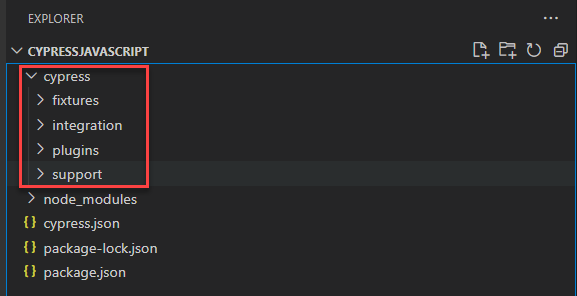 EXPLORER
CYPRESSJAVASCRIPT
cypress
fixtures
integration
plugins
support
node_modules
cypress.json
package-lock.json
package.json